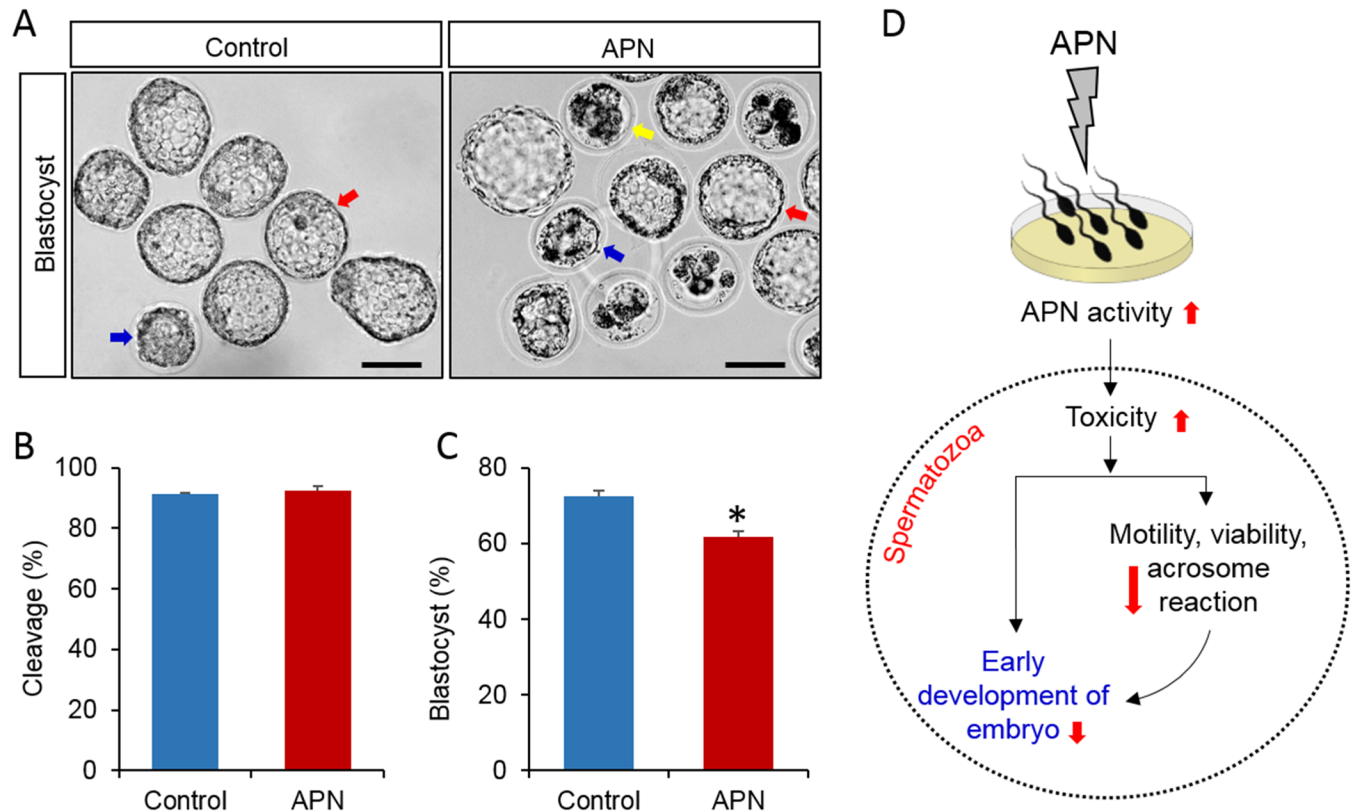 A
Control
APN
Blastocyst
B
100
80
60
40
20
0
Cleavage (%)
Control
APN
C
80
60
40
20
0
Blastocyst (%)
*
Control
APN
D
APN
APN activity
Toxicity
Spermatozoa
Motility, viability,
acrosome
reaction
Early
development of
embryo